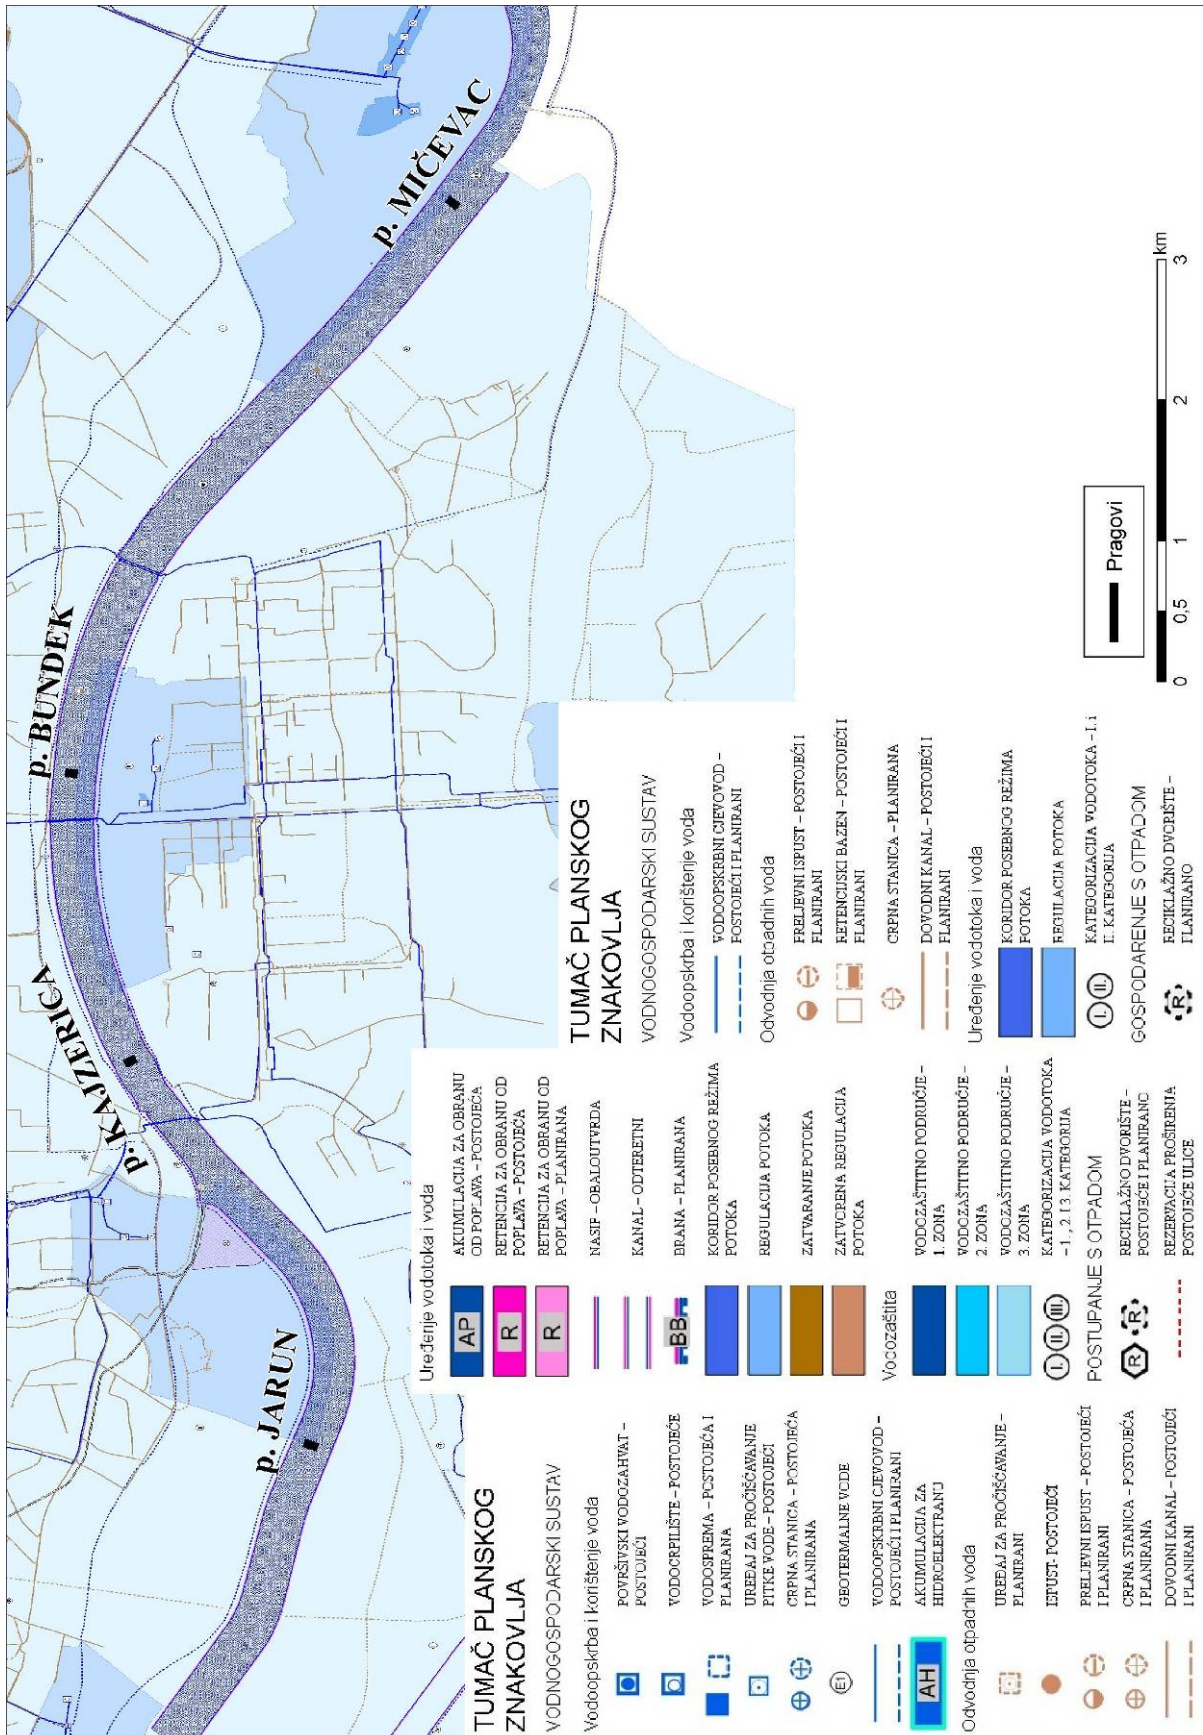 p. JARUN
p. KAJZERICA
p. BUNDEK
p. MIČEVAC
TUMAČ PLANSKOG
ZNAKOVLJA
VODNOGOSPODARSKI SUSTAV
Vodoopskrba i korištenje voda
POVRŠIVSKI VODOZAHVAT –
POSTOJEĆI
VODOCRPILIŠTE – POSTOJEĆE
VODOSPREMA – POSTOJEĆA I
PLANIRANA
UREĐAJ ZA PROČIŠĆAVANJE
PITKE VODE – POSTOJEĆI
CRPNA STANICA – POSTOJEĆA
I PLANIRANA
E1
GEOTERMALNE VODE
VODOOPSKRBNI CJEVOVOD –
POSTOJEĆI I PLANIRANI
AH
AKUMULACIJA ZA
HIDROELEKTRANU
Odvodnja otpadnih voda
UREĐAJ ZA PROČIŠĆAVANJE –
PLANIRANI
ISPUST- POSTOJEĆI
PRELJEVNI ISPUST – POSTOJEĆI
I PLANIRANI
CRPNA STANICA – POSTOJEĆA
I PLANIRANA
DOVODNI KANAL – POSTOJEĆI
I PLANIRANI
Uređenje vodotoka i voda
AP
AKUMULACIJA ZA OBRANU
OD POPLAVA – POSTOJEĆA
R
RETENCIJA ZA OBRANU OD
POPLAVA – POSTOJEĆA
R
RETENCIJA ZA OBRANU OD
POPLAVA – PLANIRANA
NASIP – OBALOUTVRDA
KANAL – ODTERETNI
BB
BRANA – PLANIRANA
KORIDOR POSEBNOG REŽIMA
POTOKA
REGULACIJA POTOKA
ZATVARANJE POTOKA
ZATVORENA REGULACIJA
POTOKA
Vocozaštita
VODOZAŠTITNO PODRUČJE –
1. ZONA
VODOZAŠTITNO PODRUČJE –
2. ZONA
VODOZAŠTITNO PODRUČJE –
3. ZONA
I. II. III.
KATEGORIZACIJA VODOTOKA
– 1., 2. I 3. KATEGORIJA
POSTUPANJE S OTPADOM
R R
RECIKLAŽNO DVORIŠTE –
POSTOJEĆE I PLANIRANO
REZERVACIJA PROŠIRENJA
POSTOJEĆE ULICE
TUMAČ PLANSKOG
ZNAKOVLJA
VODNOGOSPODARSKI SUSTAV
Vodoopskrba i korištenje voda
VODOOPSKRBNI CJEVOVOD –
POSTOJEĆI I PLANIRANI
Odvodnja otpadnih voda
PRELJEVNI ISPUST – POSTOJEĆI I
PLANIRANI
RETENCIJSKI BAZEN – POSTOJEĆI I
PLANIRANI
CRPNA STANICA – PLANIRANA
DOVODNI KANAL – POSTOJEĆI I
PLANIRANI
Uređenje vodotoka i voda
KORIDOR POSEBNOG REŽIMA
POTOKA
REGULACIJA POTOKA
I. II.
KATEGORIZACIJA VODOTOKA – I. i
II. KATEGORIJA
GOSPODARENJE S OTPADOM
R
RECIKLAŽNO DVORIŠTE –
PLANIRANO
Pragovi
0 0,5 1 2 3
km